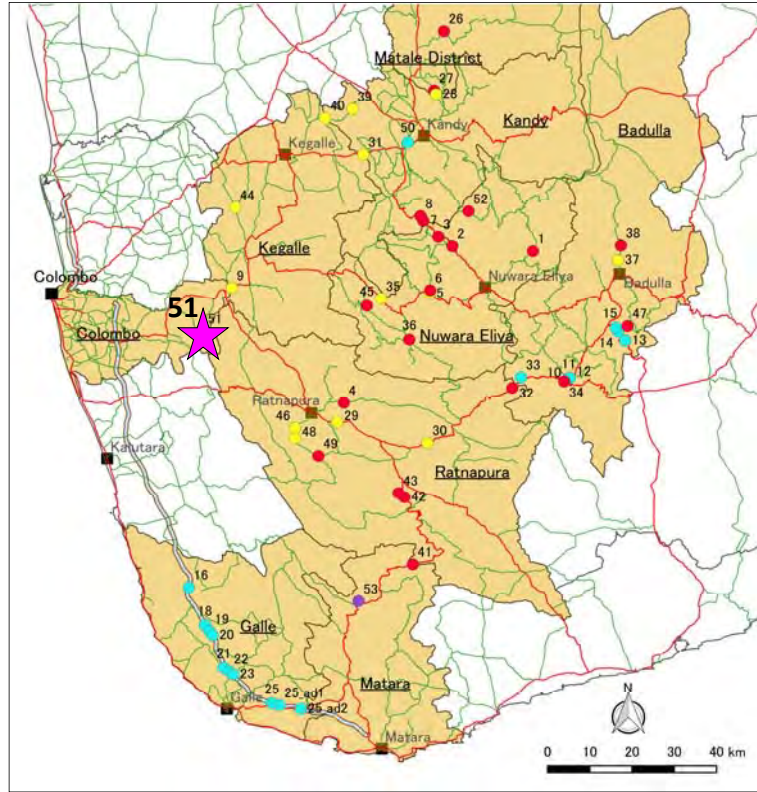 26
Matale District
27
28
40
39
50
Kandy
Kandy
Badulla
Kegalle
31
44
8
7
3
2
52
1
38
37
Kegalle
9
6
5
35
45
Nuwara Eliya
Badulla
Colombo
51
51
Colombo
36
Nuwara Eliya
15
47
14
13
33
11
10
12
32
34
4
Ratnapura
46
29
48
30
49
Kalutara
Ratnapura
43
42
41
16
53
18
19
20
Galle
21
22
23
25
25_ad1
25_ad2
Galle
Matara
Matara
N
0 10 20 30 40 km